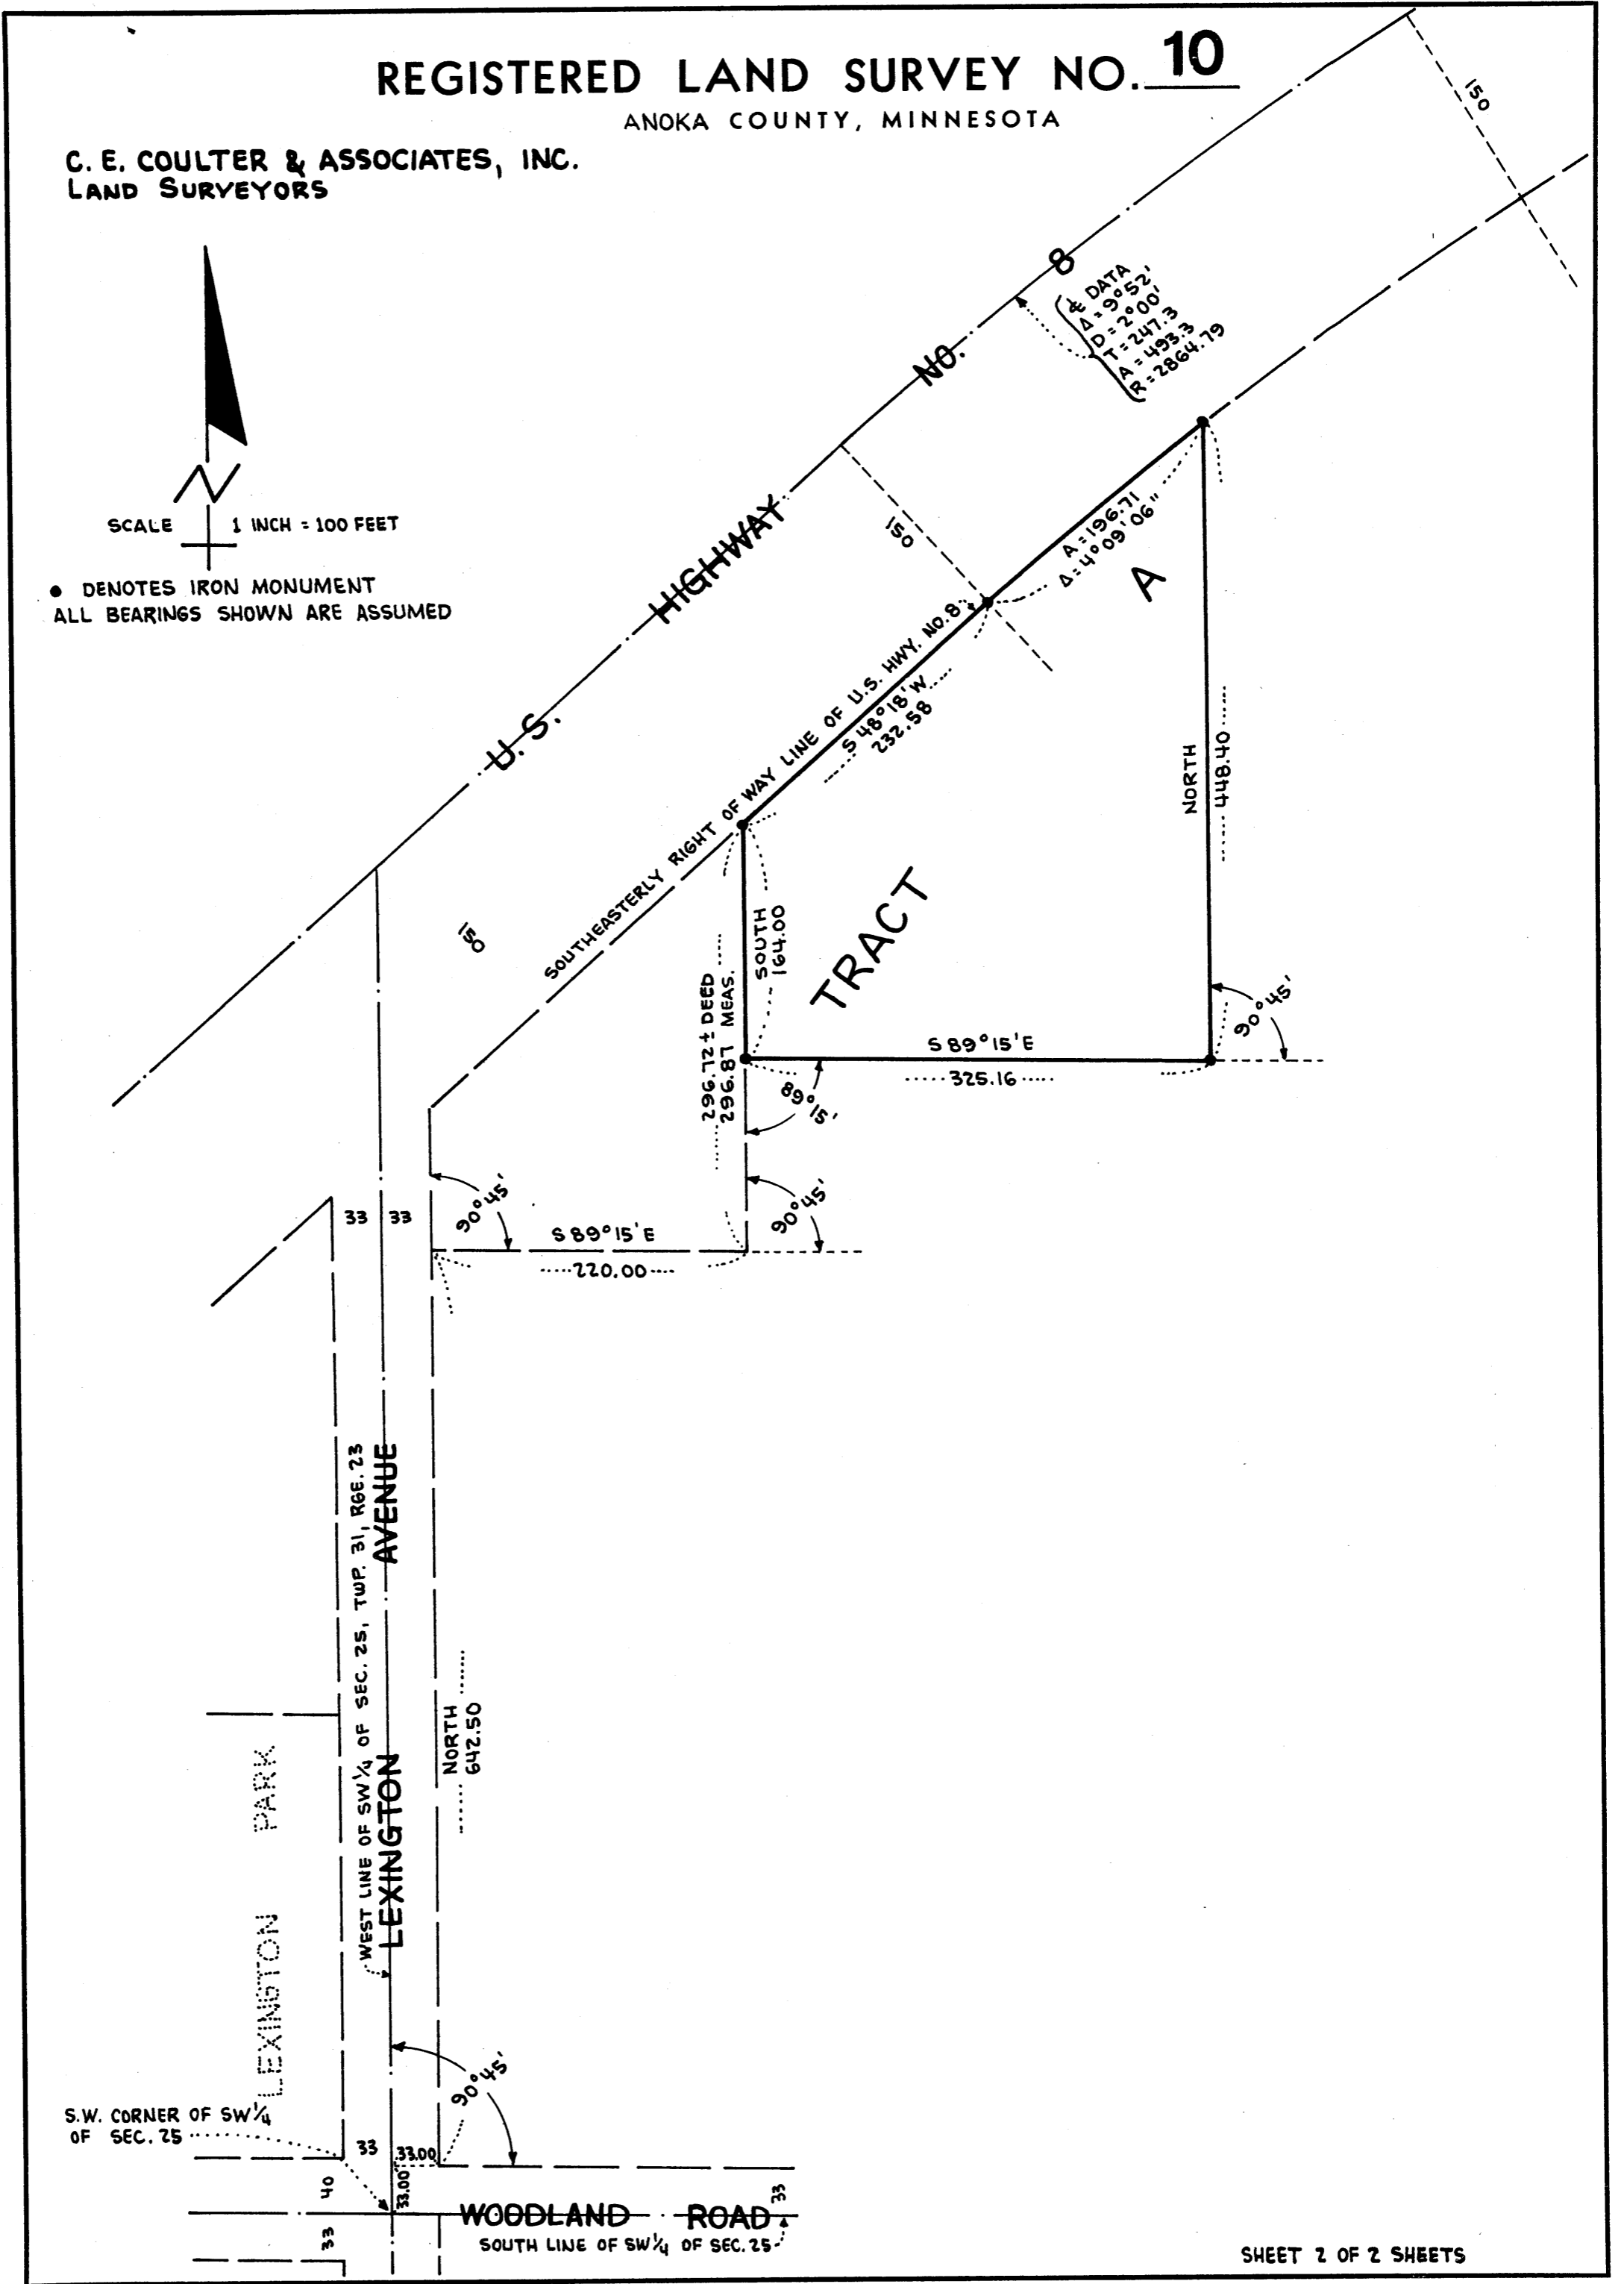 REGISTERED LAND SURVEY NO. 10
ANOKA COUNTY, MINNESOTA
C. E. COULTER & ASSOCIATES, INC.
LAND SURVEYORS
N
SCALE 1 INCH = 100 FEET
● DENOTES IRON MONUMENT
ALL BEARINGS SHOWN ARE ASSUMED
150
U.S. HIGHWAY NO. 8
℄ DATA
Δ = 9°52'
D = 2°00'
T = 247.3
A = 493.3
R = 2864.79
150
A = 196.71
Δ = 4°09'06"
SOUTHEASTERLY RIGHT OF WAY LINE OF U.S. HWY. NO. 8
S 48°18' W
232.58
TRACT A
NORTH
448.40
150
SOUTH
164.00
296.72 ± DEED
296.87 MEAS.
S 89°15' E
325.16
90°45'
89°15'
90°45'
90°45'
S 89°15' E
220.00
33
33
WEST LINE OF SW ¼ OF SEC. 25, TWP. 31, RGE. 23
LEXINGTON AVENUE
NORTH
642.50
LEXINGTON PARK
90°45'
S.W. CORNER OF SW ¼
OF SEC. 25
33
33.00
33.00
40
33
WOODLAND ROAD
33
SOUTH LINE OF SW ¼ OF SEC. 25
SHEET 2 OF 2 SHEETS